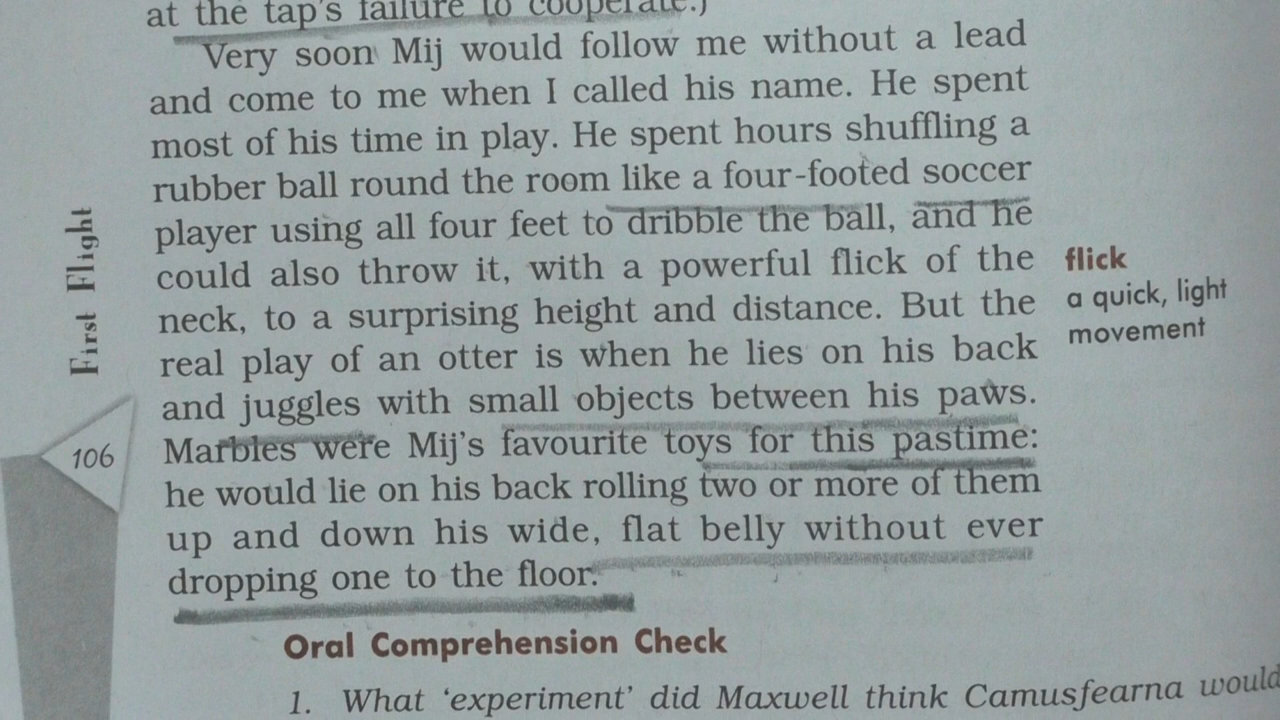 at the tap's failure to cooperate.)
Very soon Mij would follow me without a lead
and come to me when I called his name. He spent
most of his time in play. He spent hours shuffling a
rubber ball round the room like a four-footed soccer
player using all four feet to dribble the ball, and he
could also throw it, with a powerful flick of the
neck, to a surprising height and distance. But the
real play of an otter is when he lies on his back
and juggles with small objects between his paws.
Marbles were Mij's favourite toys for this pastime:
he would lie on his back rolling two or more of them
up and down his wide, flat belly without ever
dropping one to the floor.
flick
a quick, light
movement
First Flight
106
Oral Comprehension Check
1. What ‘experiment’ did Maxwell think Camusfearna would